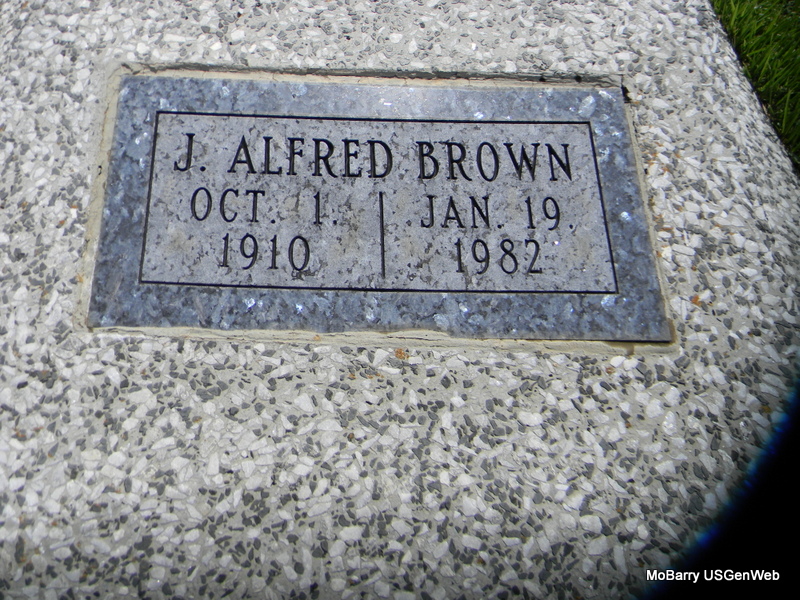 J. ALFRED BROWN
OCT. 1. JAN. 19.
1910 1982
MoBarry USGenWeb